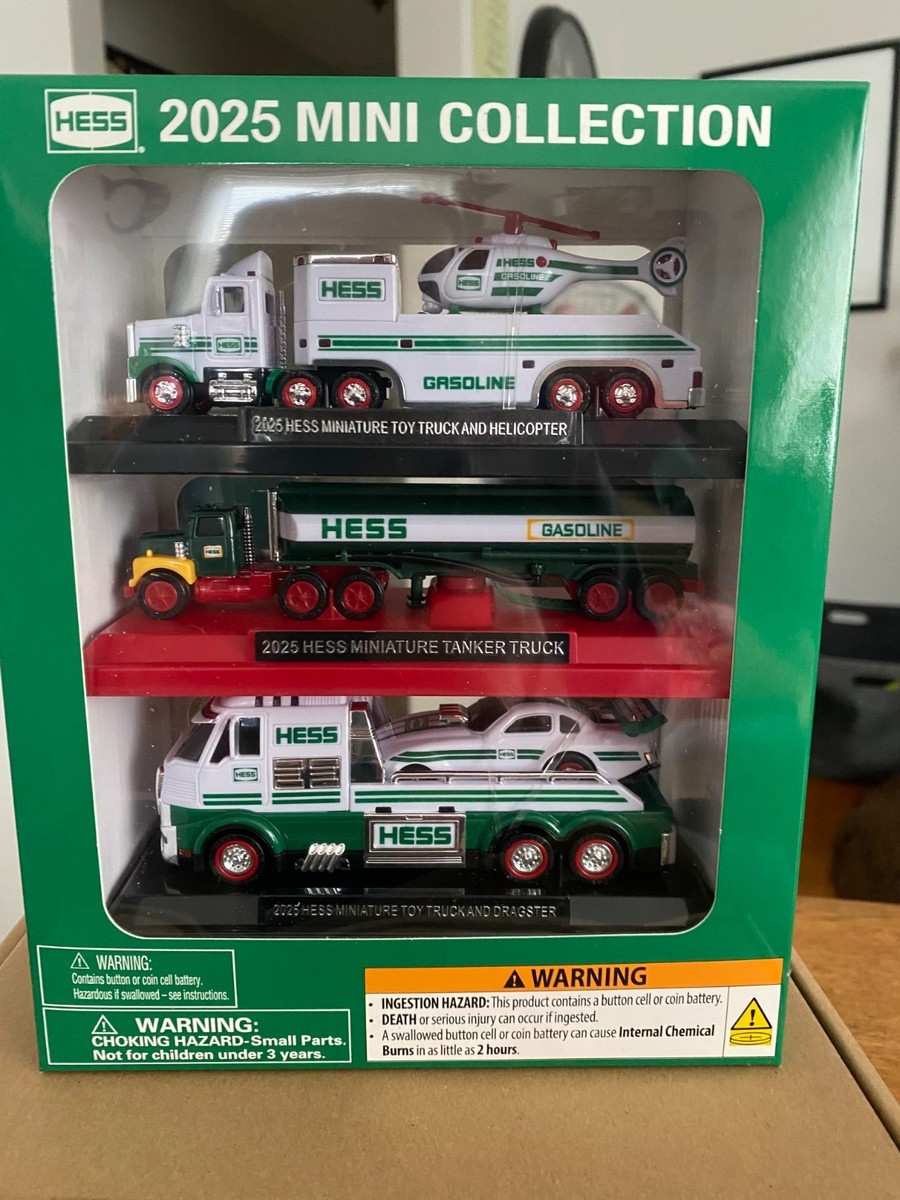 HESS
2025 MINI COLLECTION
HESS
GASOLINE
HESS
HESS
HESS
GASOLINE
2025 HESS MINIATURE TOY TRUCK AND HELICOPTER
HESS
GASOLINE
HESS
2025 HESS MINIATURE TANKER TRUCK
HESS
HESS
HESS
HESS
2025 HESS MINIATURE TOY TRUCK AND DRAGSTER
WARNING:
Contains button or coin cell battery.
Hazardous if swallowed – see instructions.
WARNING:
CHOKING HAZARD-Small Parts.
Not for children under 3 years.
WARNING
• INGESTION HAZARD: This product contains a button cell or coin battery.
• DEATH or serious injury can occur if ingested.
• A swallowed button cell or coin battery can cause Internal Chemical
Burns in as little as 2 hours.